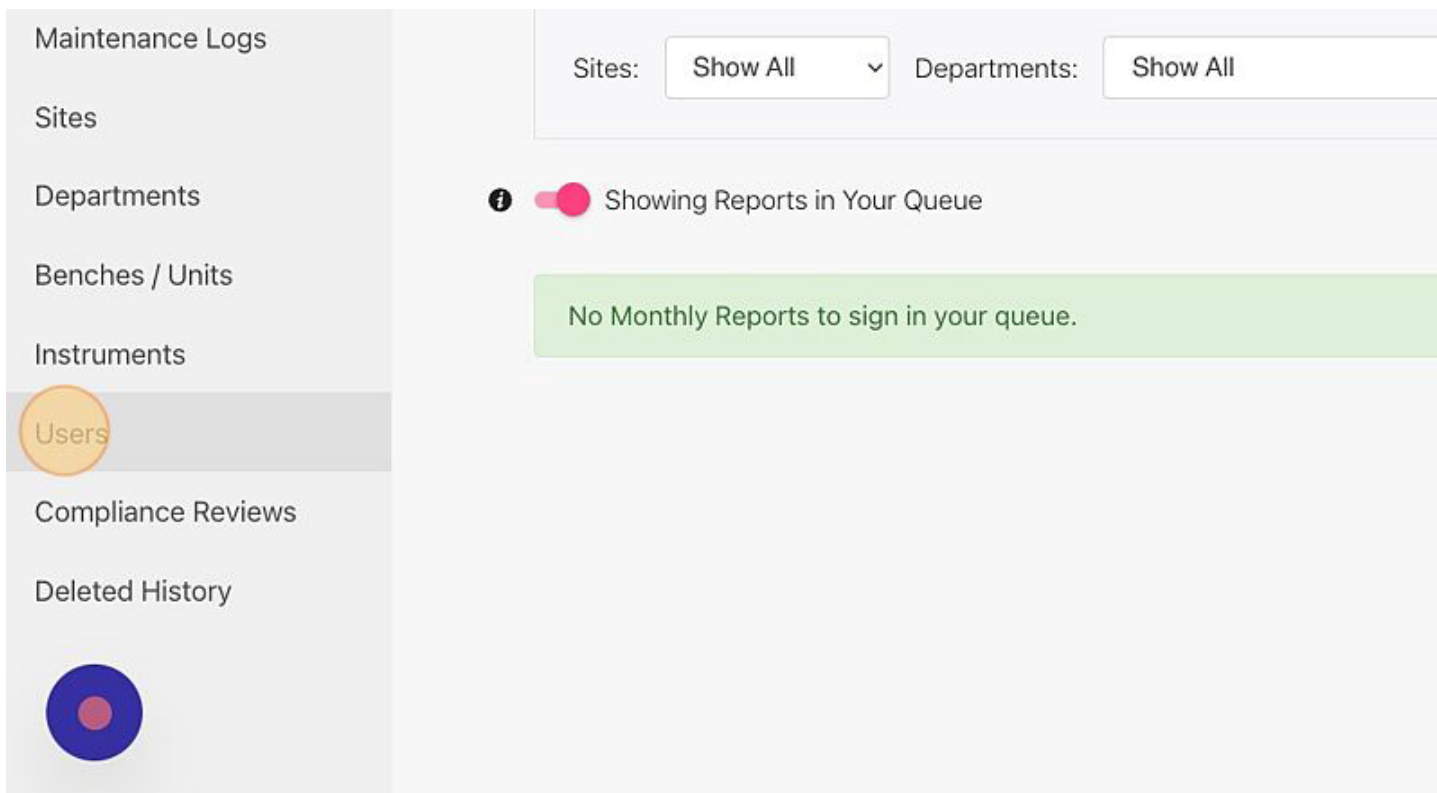 Maintenance Logs
Sites
Departments
Benches / Units
Instruments
Users
Compliance Reviews
Deleted History
Sites: Show All Departments: Show All
Showing Reports in Your Queue
No Monthly Reports to sign in your queue.